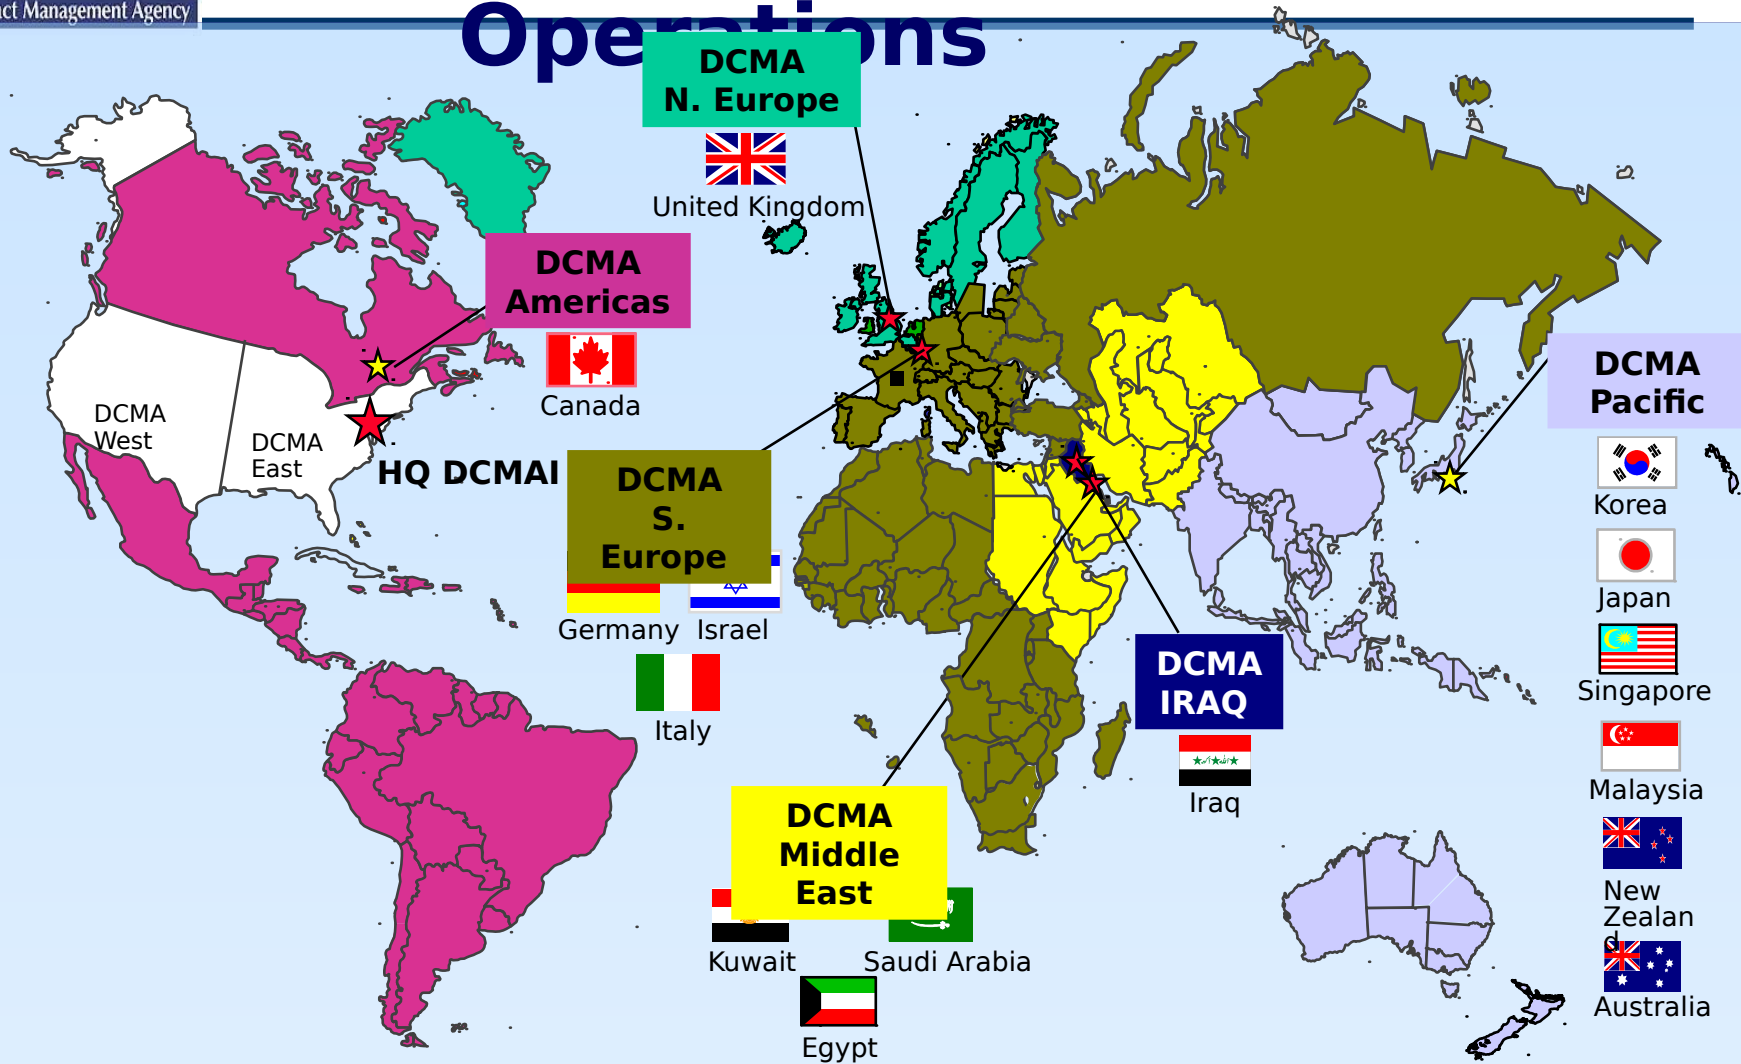 act Management Agency
Operations
DCMA
N. Europe
United Kingdom
DCMA
Americas
Canada
DCMA
West
DCMA
East
HQ DCMAI
DCMA
S.
Europe
Germany
Israel
Italy
DCMA
Pacific
Korea
Japan
Singapore
Malaysia
New
Zealan
d
Australia
DCMA
IRAQ
Iraq
DCMA
Middle
East
Kuwait
Saudi Arabia
Egypt